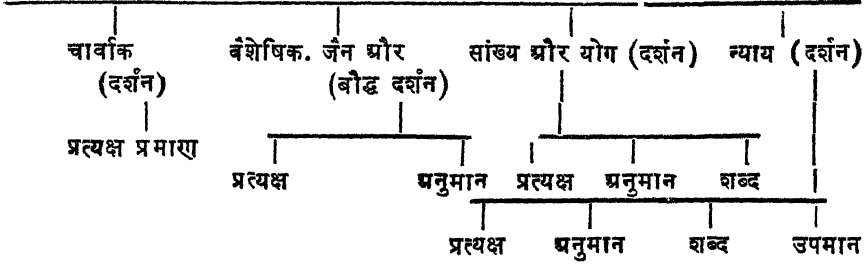 चार्वाक वैशेषिक. जैन और सांख्य और योग (दर्शन) न्याय (दर्शन)
(दर्शन) (बौद्ध दर्शन)
प्रत्यक्ष प्रमाण
प्रत्यक्ष अनुमान प्रत्यक्ष अनुमान शब्द
प्रत्यक्ष अनुमान शब्द उपमान